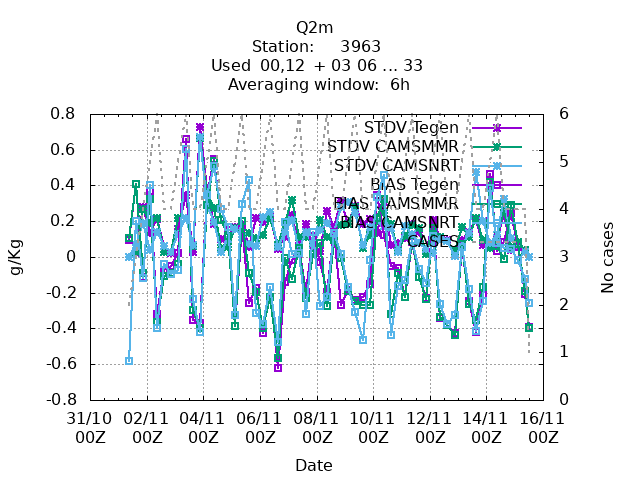 Q2m
Station: 3963
Used 00,12 + 03 06 ... 33
Averaging window: 6h
0.8
0.6
0.4
0.2
0
-0.2
-0.4
-0.6
-0.8
g/Kg
STDV Tegen
STDV CAMSMMR
STDV CAMSNRT
BIAS Tegen
BIAS CAMSMMR
BIAS CAMSNRT
CASES
6
5
4
3
2
1
0
No cases
31/10 02/11 04/11 06/11 08/11 10/11 12/11 14/11 16/11
00Z 00Z 00Z 00Z 00Z 00Z 00Z 00Z 00Z
Date